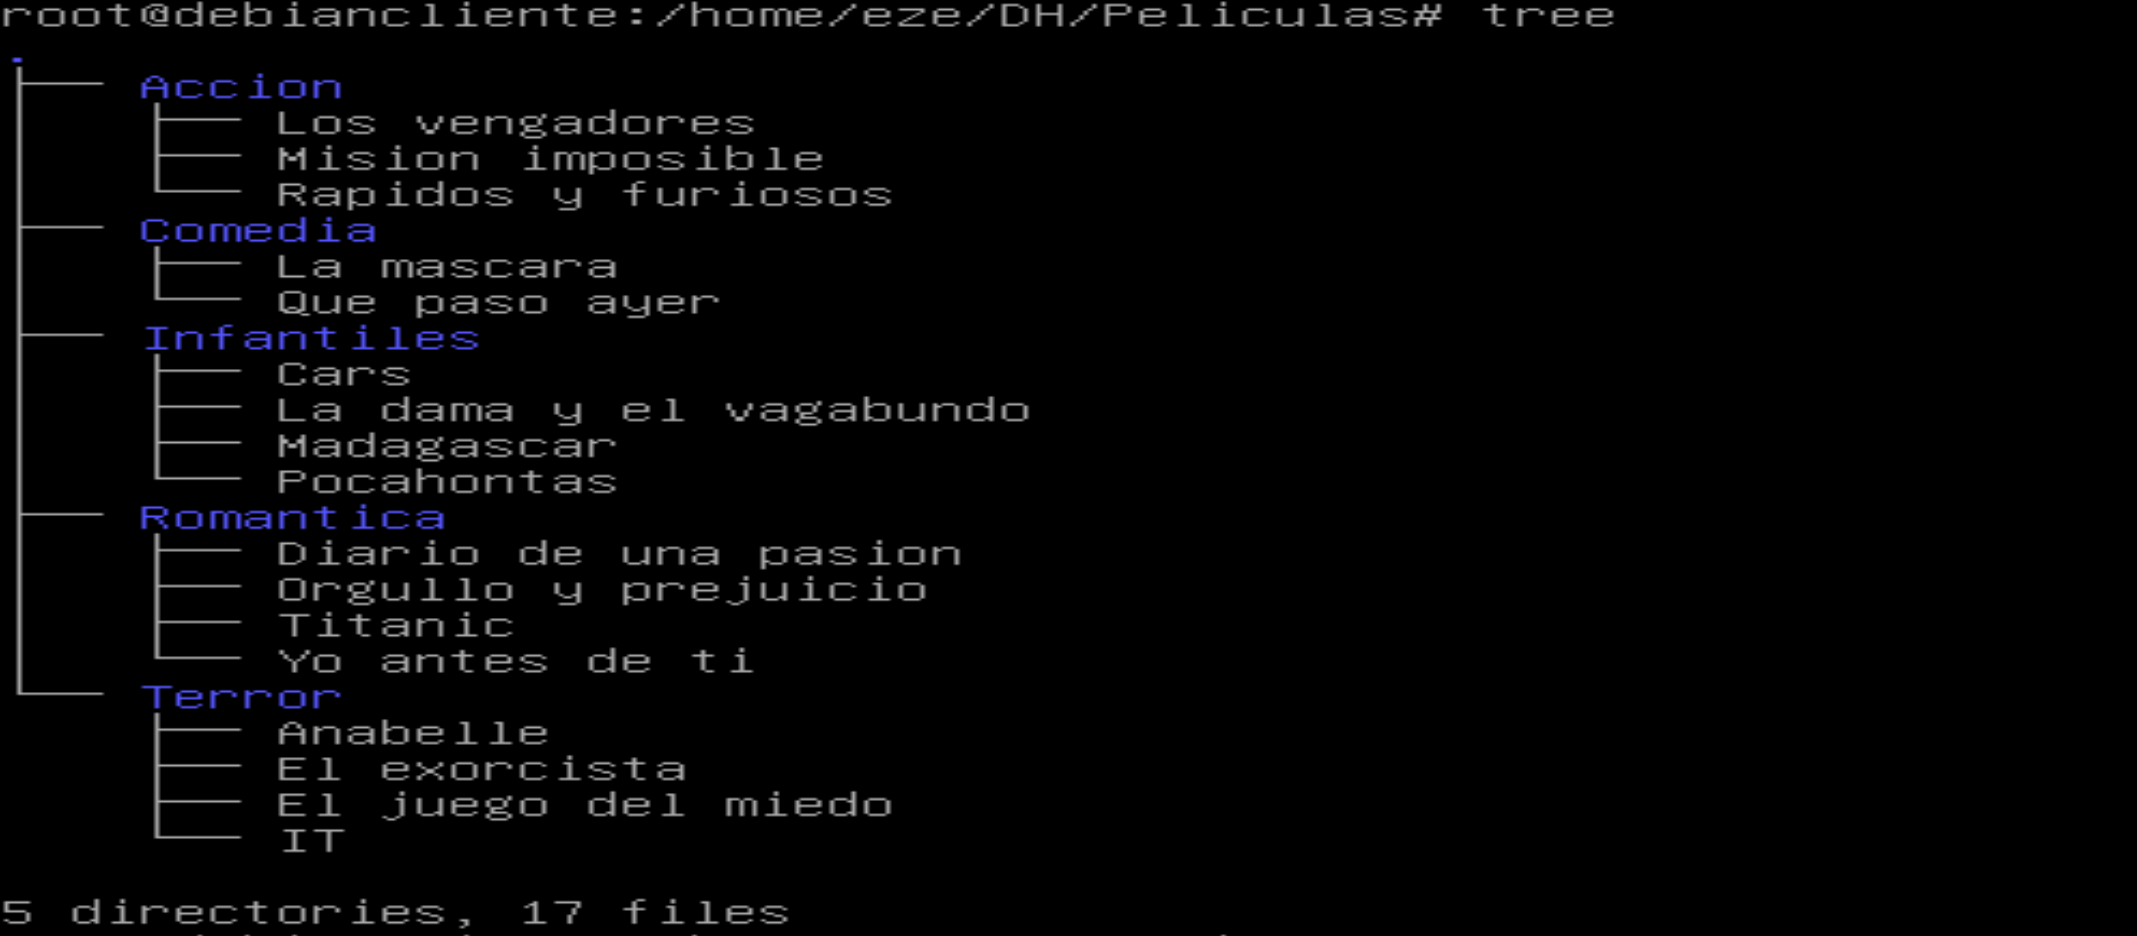 root@debiancliente:/home/eze/DH/Peliculas# tree
.
├── Accion
│   ├── Los vengadores
│   ├── Mision imposible
│   └── Rapidos y furiosos
├── Comedia
│   ├── La mascara
│   └── Que paso ayer
├── Infantiles
│   ├── Cars
│   ├── La dama y el vagabundo
│   ├── Madagascar
│   └── Pocahontas
├── Romantica
│   ├── Diario de una pasion
│   ├── Orgullo y prejuicio
│   ├── Titanic
│   └── Yo antes de ti
└── Terror
    ├── Anabelle
    ├── El exorcista
    ├── El juego del miedo
    └── IT
5 directories, 17 files